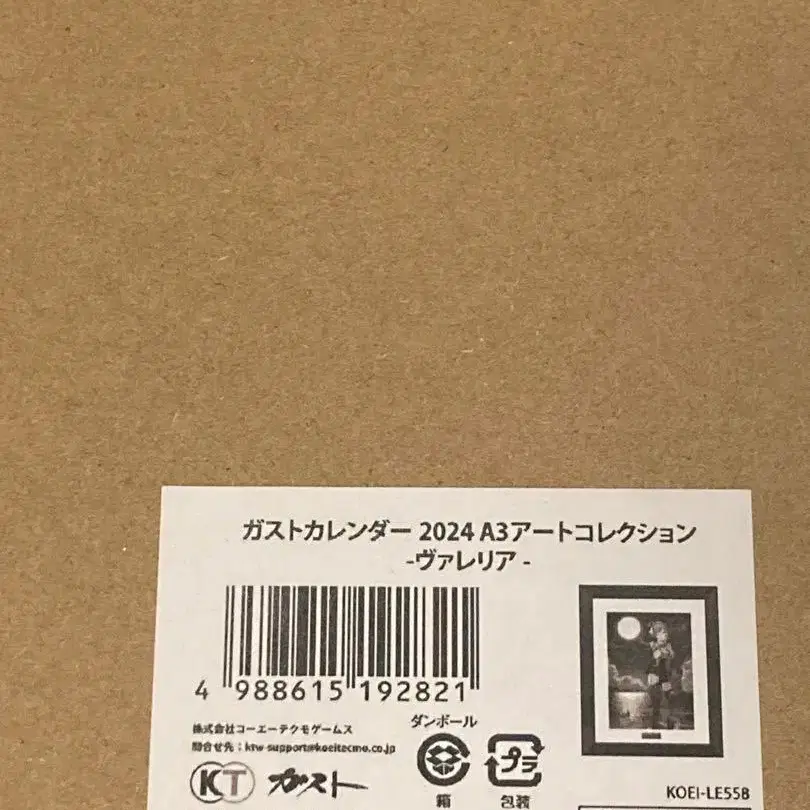 ガストカレンダー 2024 A3アートコレクション
-ヴァレリア -
4 988615 192821
株式会社コーエーテクモゲームス
問合せ先：ktw-support@koeitecmo.co.jp
ダンボール
箱
プラ
包装
KT ガスト
KOEI-LE55B